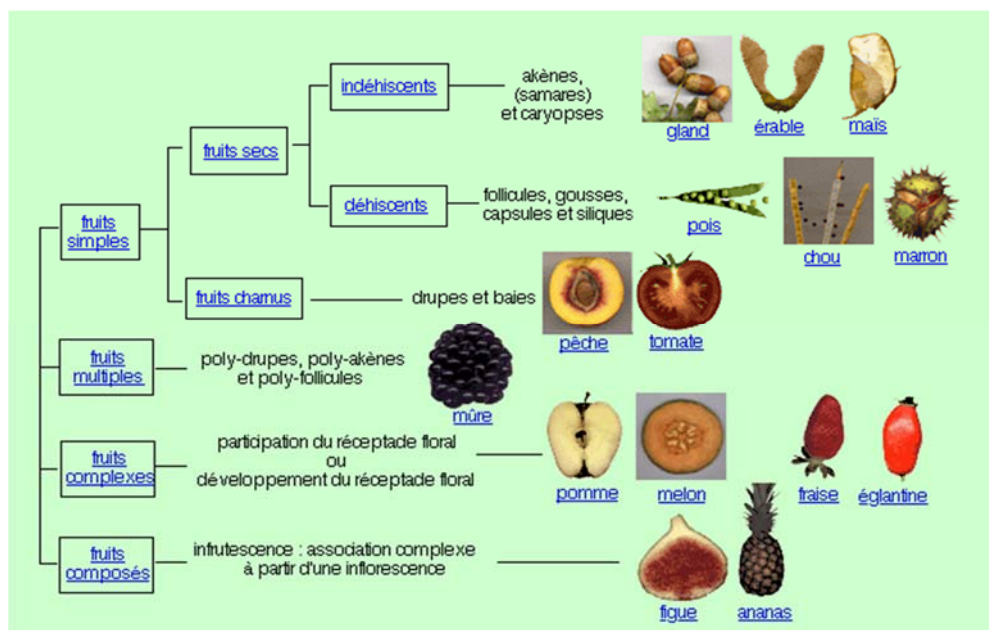 indéhiscents
akènes,
(samares)
et caryopses
gland
érable
maïs
fruits secs
déhiscents
follicules, gousses,
capsules et siliques
pois
chou
marron
fruits
simples
fruits charnus
drupes et baies
pêche
tomate
fruits
multiples
poly-drupes, poly-akènes
et poly-follicules
mûre
fruits
complexes
participation du réceptacle floral
ou
développement du réceptacle floral
pomme
melon
fraise
églantine
fruits
composés
infrutescence : association complexe
à partir d'une inflorescence
figue
ananas